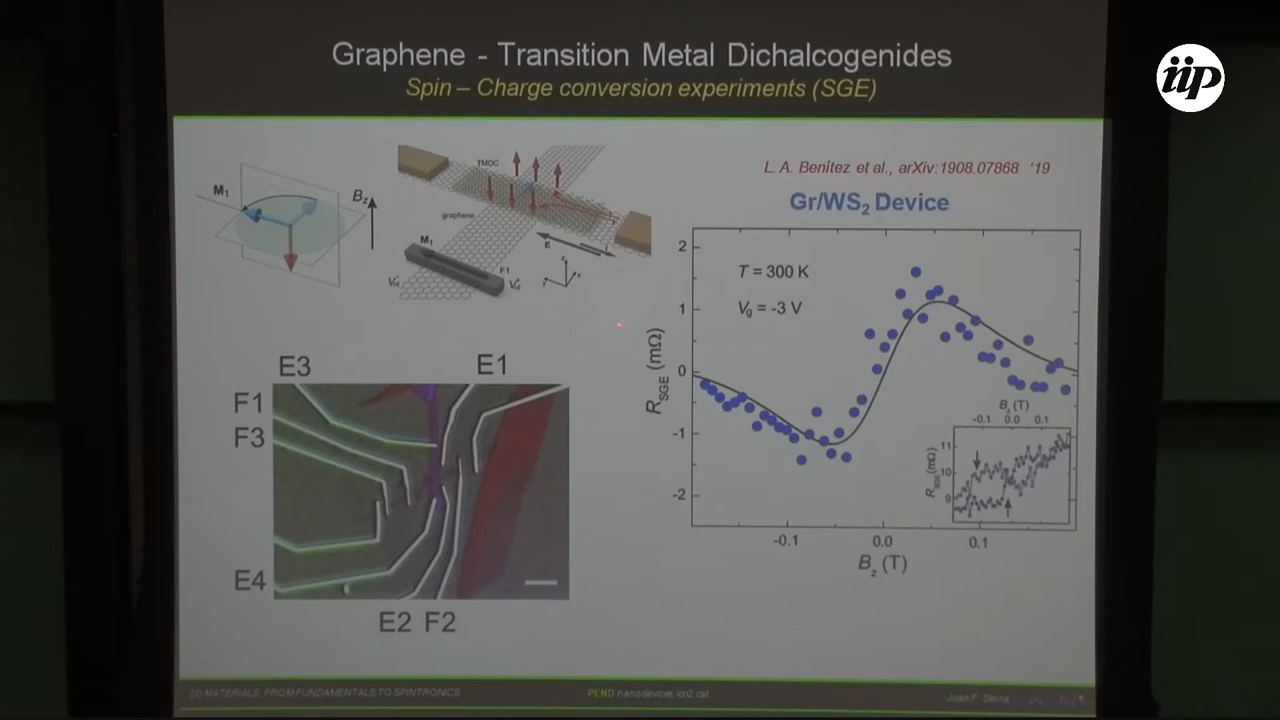 Graphene - Transition Metal Dichalcogenides
Spin – Charge conversion experiments (SGE)
iip
L. A. Benítez et al., arXiv:1908.07868 '19
Gr/WS2 Device
M1
Bz
TMDC
graphene
M1
F1
E
T = 300 K
Vg = -3 V
2
1
0
-1
-2
RSGE (mΩ)
-0.1
0.0
0.1
Bz (T)
Bz (T)
-0.1 0.0 0.1
11
10
9
E3
E1
F1
F3
E4
E2 F2
2D MATERIALS: FROM FUNDAMENTALS TO SPINTRONICS
PEND nanodevices.icn2.cat
Juan F. Sierra